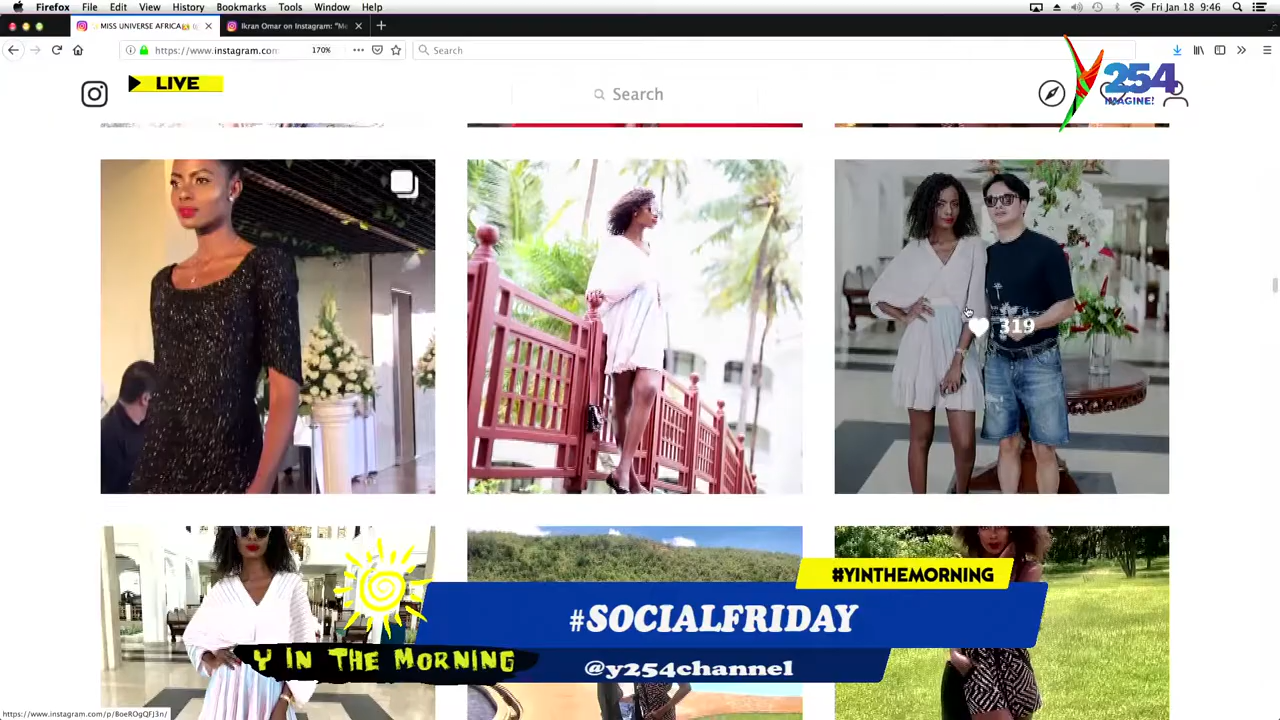 Firefox File Edit View History Bookmarks Tools Window Help
Fri Jan 18 9:46
MISS UNIVERSE AFRICA
Ikran Omar on Instagram: "Me
https://www.instagram.com
170%
Search
LIVE
Search
Y254
IMAGINE!
319
#YINTHEMORNING
#SOCIALFRIDAY
Y IN THE MORNING
@y254channel
https://www.instagram.com/p/BoeROgQFJ3n/